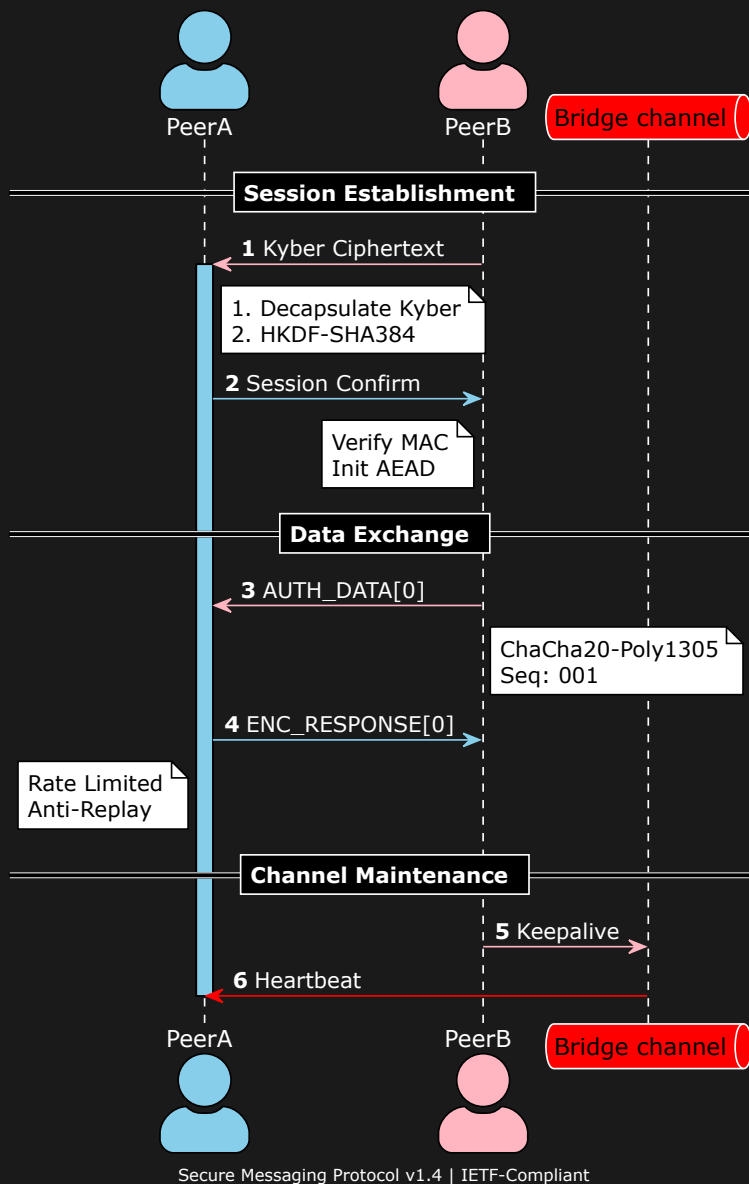 PeerA
PeerB
Bridge channel
Session Establishment
1 Kyber Ciphertext
1. Decapsulate Kyber
2. HKDF-SHA384
2 Session Confirm
Verify MAC
Init AEAD
Data Exchange
3 AUTH_DATA[0]
ChaCha20-Poly1305
Seq: 001
4 ENC_RESPONSE[0]
Rate Limited
Anti-Replay
Channel Maintenance
5 Keepalive
6 Heartbeat
PeerA
PeerB
Bridge channel
Secure Messaging Protocol v1.4 | IETF-Compliant